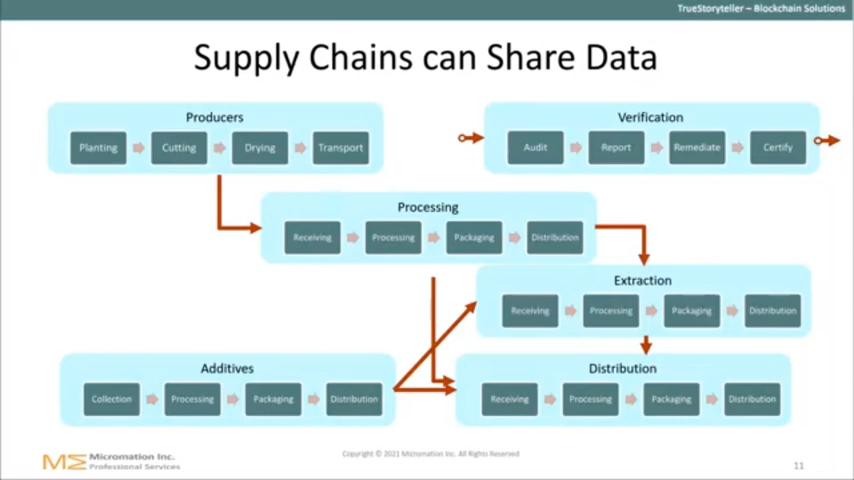 TrueStoryteller – Blockchain Solutions
Supply Chains can Share Data
Producers
Planting
Cutting
Drying
Transport
Verification
Audit
Report
Remediate
Certify
Processing
Receiving
Processing
Packaging
Distribution
Extraction
Receiving
Processing
Packaging
Distribution
Additives
Collection
Processing
Packaging
Distribution
Distribution
Receiving
Processing
Packaging
Distribution
Micromation Inc.
Professional Services
Copyright © 2021 Micromation Inc. All Rights Reserved
11